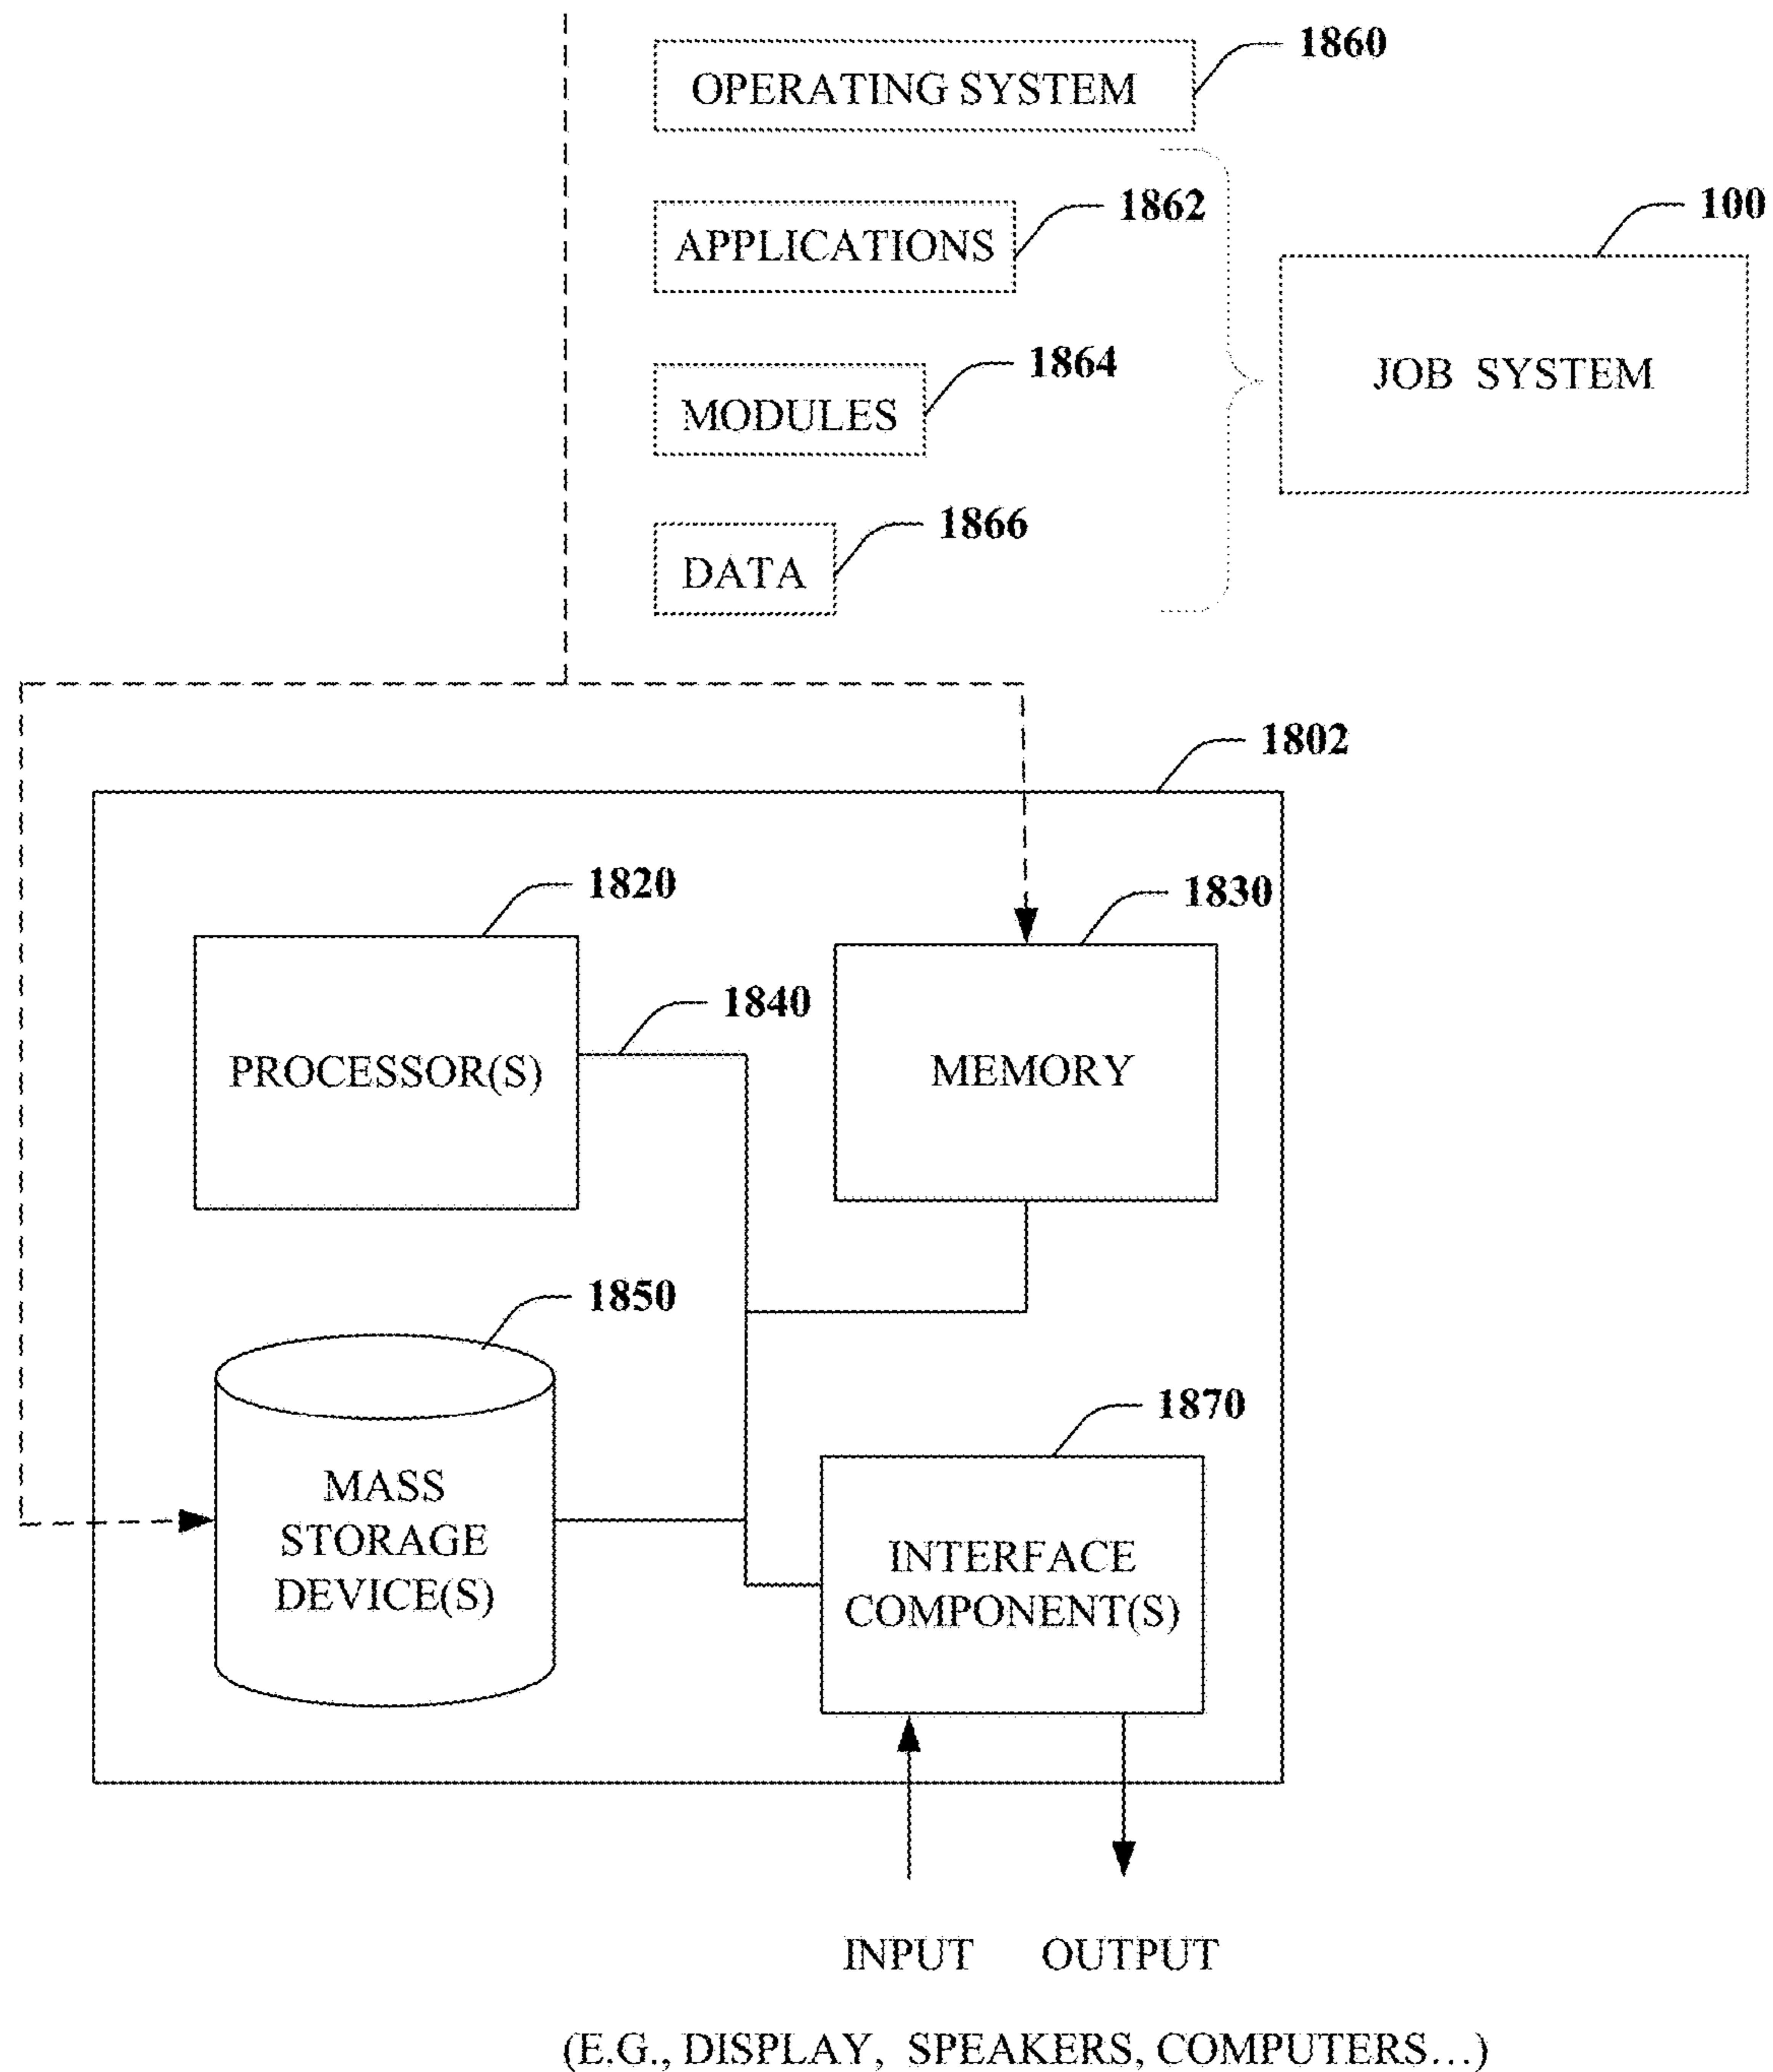 1860
OPERATING SYSTEM
1862
APPLICATIONS
100
1864
JOB SYSTEM
MODULES
1866
DATA
1802
1820
1830
1840
PROCESSOR(S)
MEMORY
1850
1870
MASS
STORAGE
DEVICE(S)
INTERFACE
COMPONENT(S)
INPUT OUTPUT
(E.G., DISPLAY, SPEAKERS, COMPUTERS…)